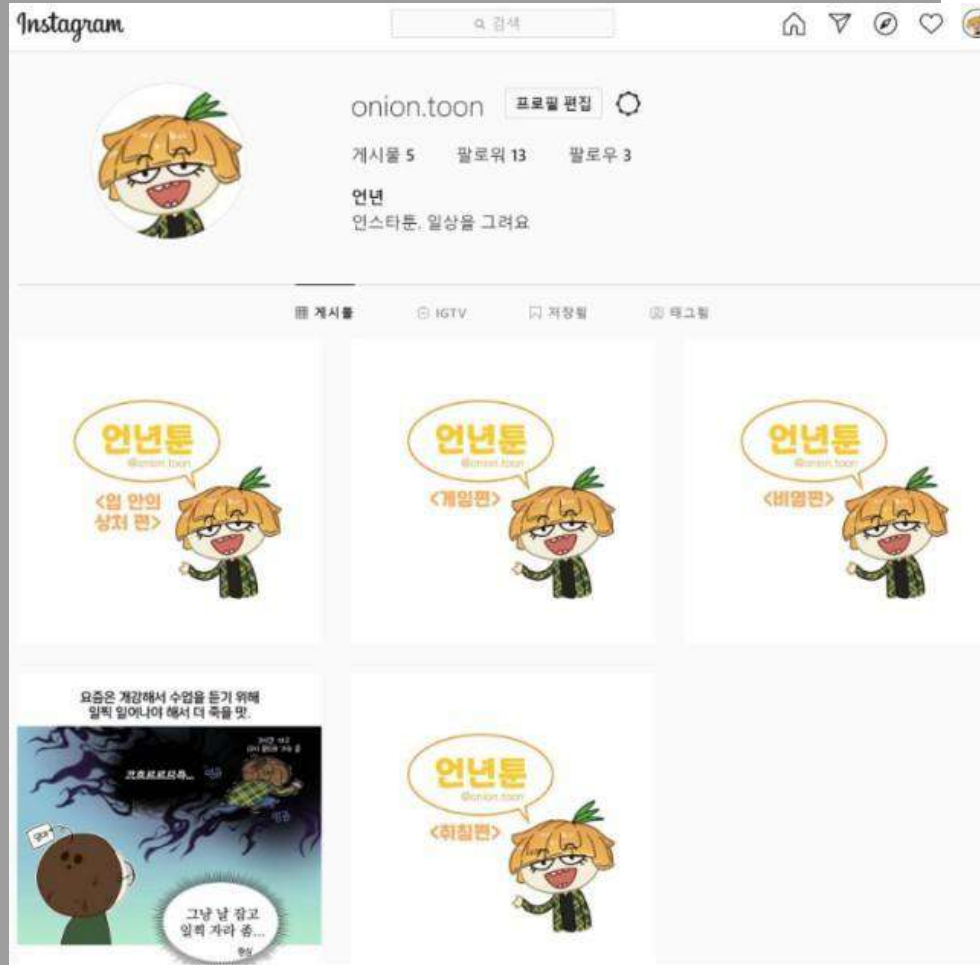 Instagram
검색
onion.toon 프로필 편집
게시물 5 팔로워 13 팔로우 3
언년
인스타툰, 일상을 그려요
게시물 IGTV 저장됨 태그됨
언년툰
@onion.toon
<입 안의
상처 편>
언년툰
@onion.toon
<게임편>
언년툰
@onion.toon
<비염편>
요즘은 개강해서 수업을 듣기 위해
일찍 일어나야 해서 더 죽을 맛.
그냥 날 잡고
일찍 자라 좀...
언년툰
@onion.toon
<취침편>